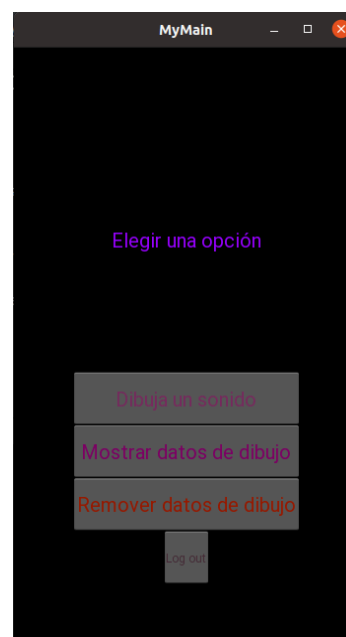 MyMain
Elegir una opción
Dibuja un sonido
Mostrar datos de dibujo
Remover datos de dibujo
Log out